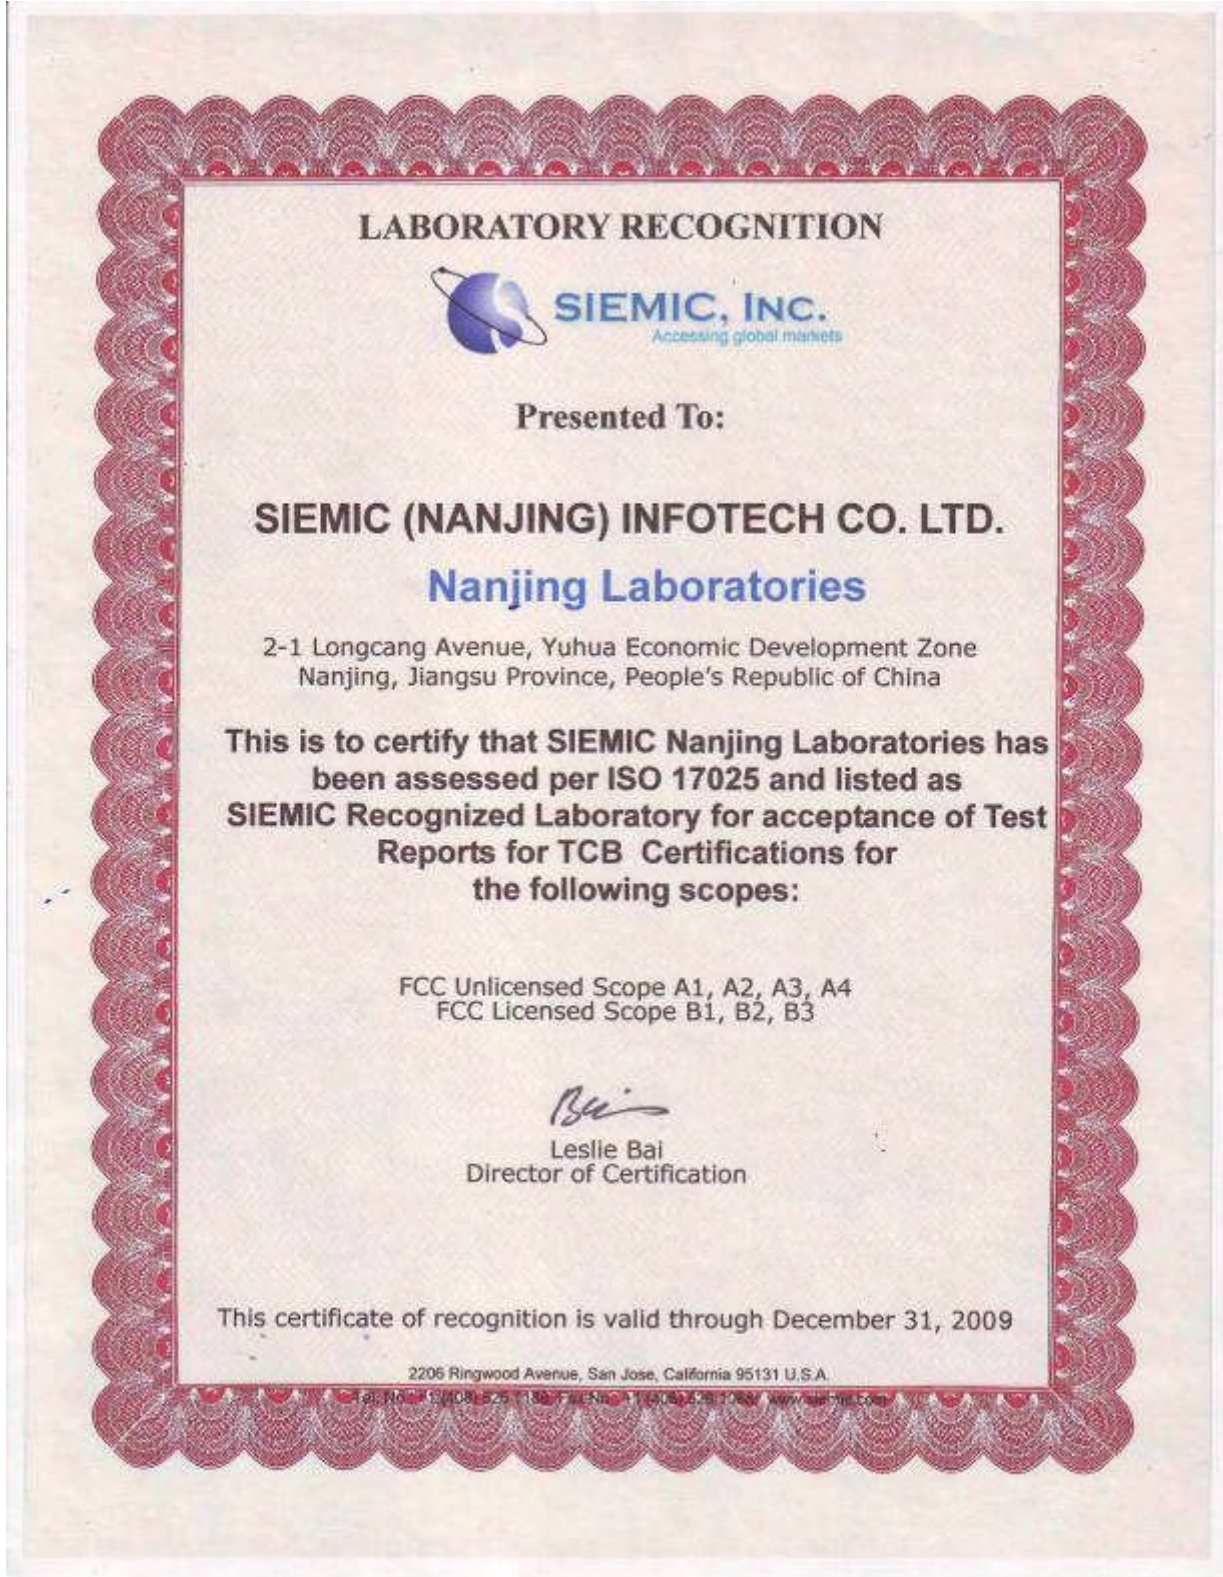 LABORATORY RECOGNITION
SIEMIC, INC.
Accessing global markets
Presented To:
SIEMIC (NANJING) INFOTECH CO. LTD.
Nanjing Laboratories
2-1 Longcang Avenue, Yuhua Economic Development Zone
Nanjing, Jiangsu Province, People's Republic of China
This is to certify that SIEMIC Nanjing Laboratories has
been assessed per ISO 17025 and listed as
SIEMIC Recognized Laboratory for acceptance of Test
Reports for TCB Certifications for
the following scopes:
FCC Unlicensed Scope A1, A2, A3, A4
FCC Licensed Scope B1, B2, B3
Bai
Leslie Bai
Director of Certification
This certificate of recognition is valid through December 31, 2009
2206 Ringwood Avenue, San Jose, California 95131 U.S.A.